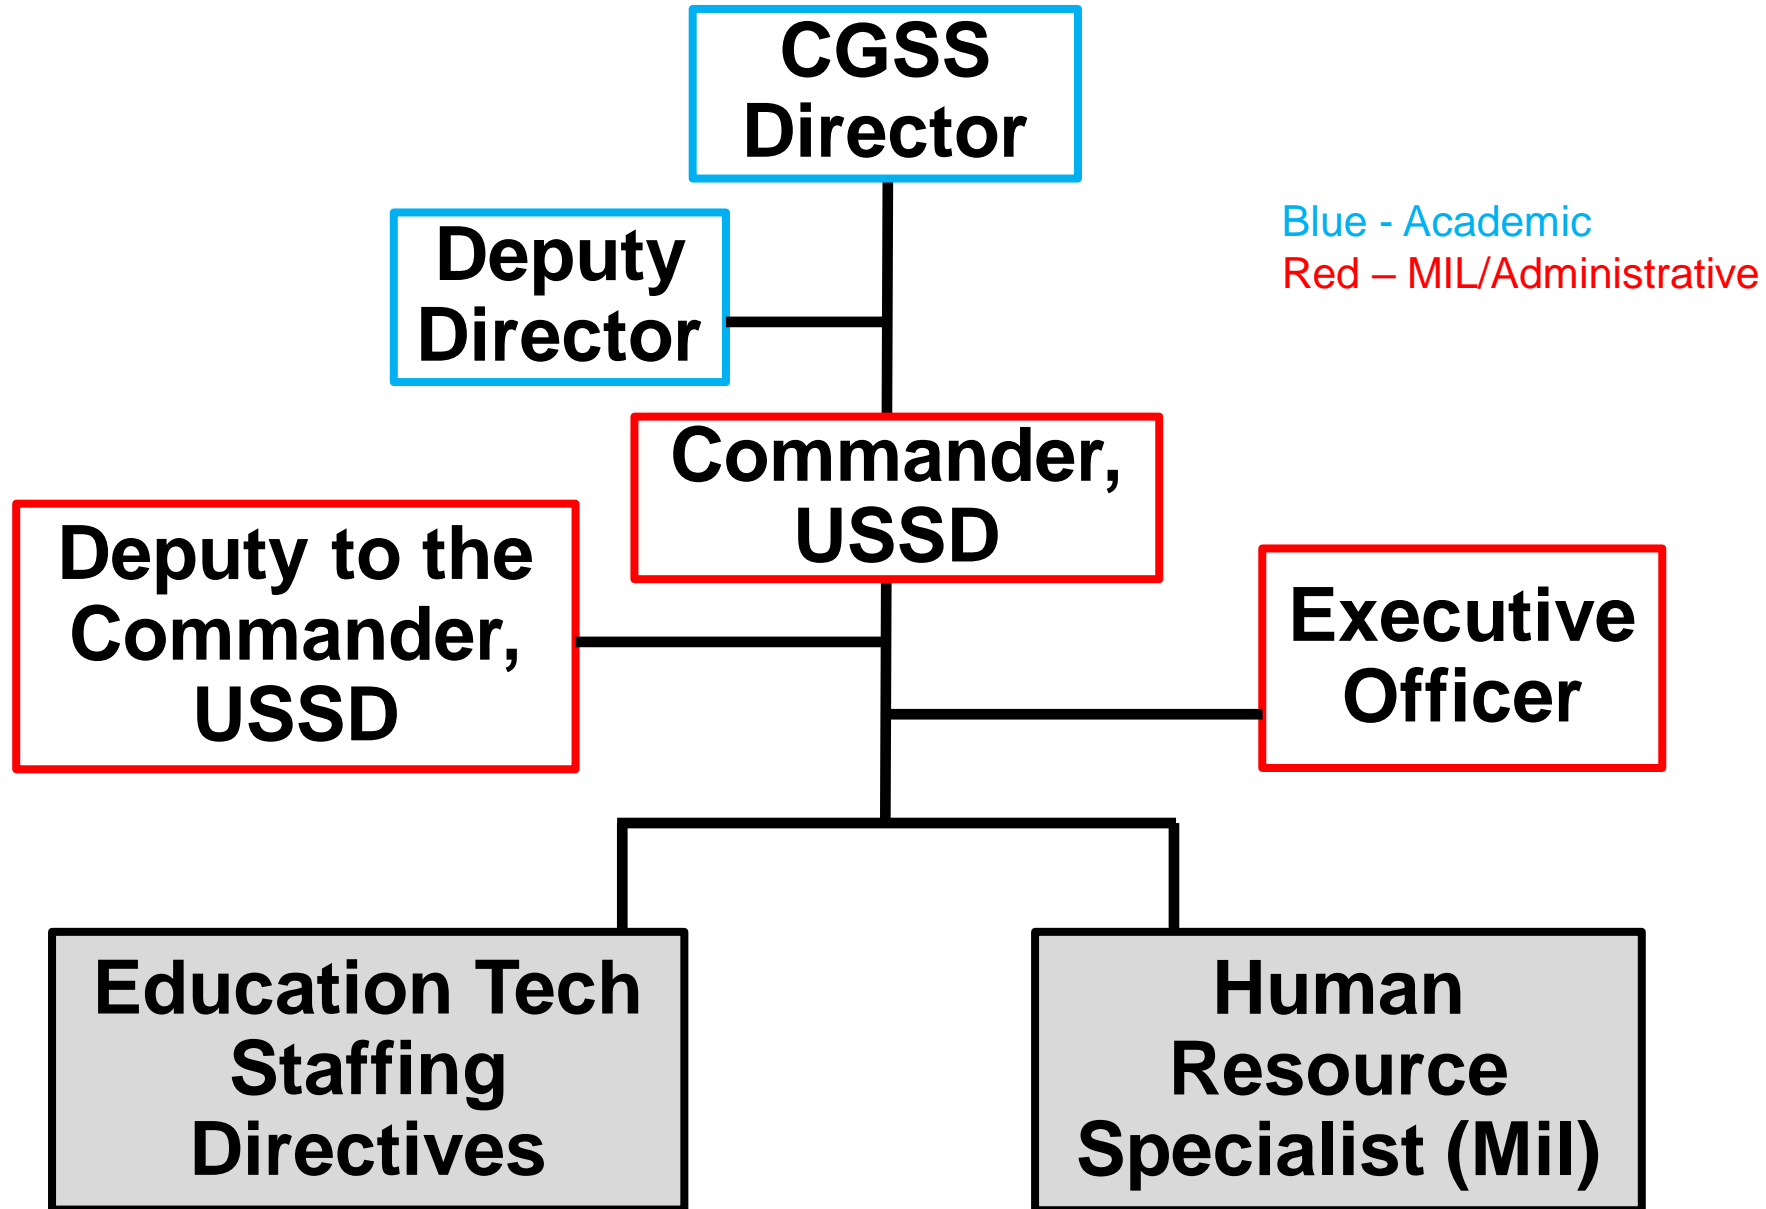 CGSS
Director
Blue - Academic
Red – MIL/Administrative
Deputy
Director
Commander,
USSD
Deputy to the
Commander,
USSD
Executive
Officer
Education Tech
Staffing
Directives
Human
Resource
Specialist (Mil)